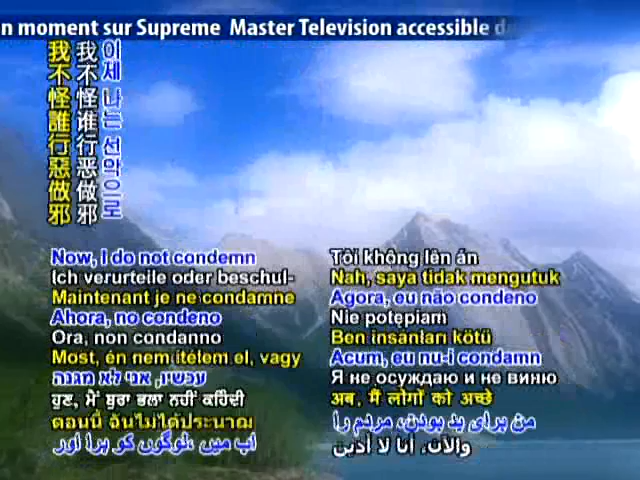 n moment sur Supreme Master Television accessible d
我不怪誰行惡做邪
我不怪谁行恶做邪
이제 나는 선악으로
Now, I do not condemn
Ich verurteile oder beschul-
Maintenant je ne condamne
Ahora, no condeno
Ora, non condanno
Most, én nem ítélem el, vagy
עכשיו, אני לא מגנה
ਹੁਣ, ਮੈਂ ਬੁਰਾ ਭਲਾ ਨਹੀਂ ਕਹਿੰਦੀ
ตอนนี้ ฉันไม่ได้ประนาม
اب میں ،لوگوں کو برا اور
Tôi không lên án
Nah, saya tidak mengutuk
Agora, eu não condeno
Nie potępiam
Ben insanları kötü
Acum, eu nu-i condamn
Я не осуждаю и не виню
अब, मैं लोगों को अच्छे
من برای بد بودن، مردم را
والآن، أنا لا أدين